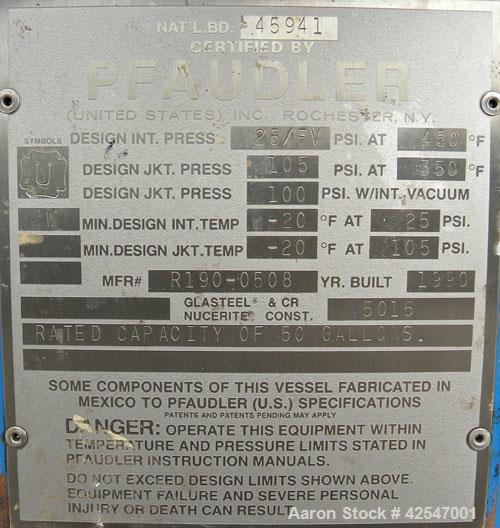 NAT'L.BD. 45941
CERTIFIED BY
PFAUDLER
(UNITED STATES), INC. ROCHESTER, N.Y.
SYMBOLS
DESIGN INT. PRESS 25/FV PSI. AT 450 °F
U
DESIGN JKT. PRESS 105 PSI. AT 350 °F
DESIGN JKT. PRESS 100 PSI. W/INT. VACUUM
MIN.DESIGN INT.TEMP -20 °F AT 25 PSI.
MIN.DESIGN JKT.TEMP -20 °F AT 105 PSI.
MFR# R190-0508 YR. BUILT 1990
GLASTEEL® & CR
NUCERITE® CONST. 5015
RATED CAPACITY OF 50 GALLONS.
SOME COMPONENTS OF THIS VESSEL FABRICATED IN
MEXICO TO PFAUDLER (U.S.) SPECIFICATIONS
PATENTS AND PATENTS PENDING MAY APPLY
DANGER: OPERATE THIS EQUIPMENT WITHIN
TEMPERATURE AND PRESSURE LIMITS STATED IN
PFAUDLER INSTRUCTION MANUALS.
DO NOT EXCEED DESIGN LIMITS SHOWN ABOVE.
EQUIPMENT FAILURE AND SEVERE PERSONAL
INJURY OR DEATH CAN RESULT.
Aaron Stock # 42547001